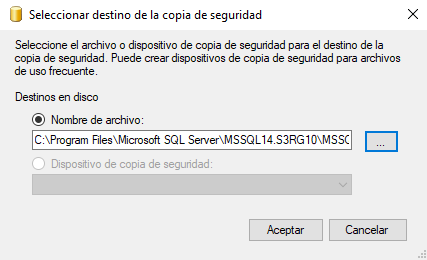 Seleccionar destino de la copia de seguridad
Seleccione el archivo o dispositivo de copia de seguridad para el destino de la
copia de seguridad. Puede crear dispositivos de copia de seguridad para archivos
de uso frecuente.
Destinos en disco
Nombre de archivo:
C:\Program Files\Microsoft SQL Server\MSSQL14.S3RG10\MSSQ
...
Dispositivo de copia de seguridad:
Aceptar Cancelar